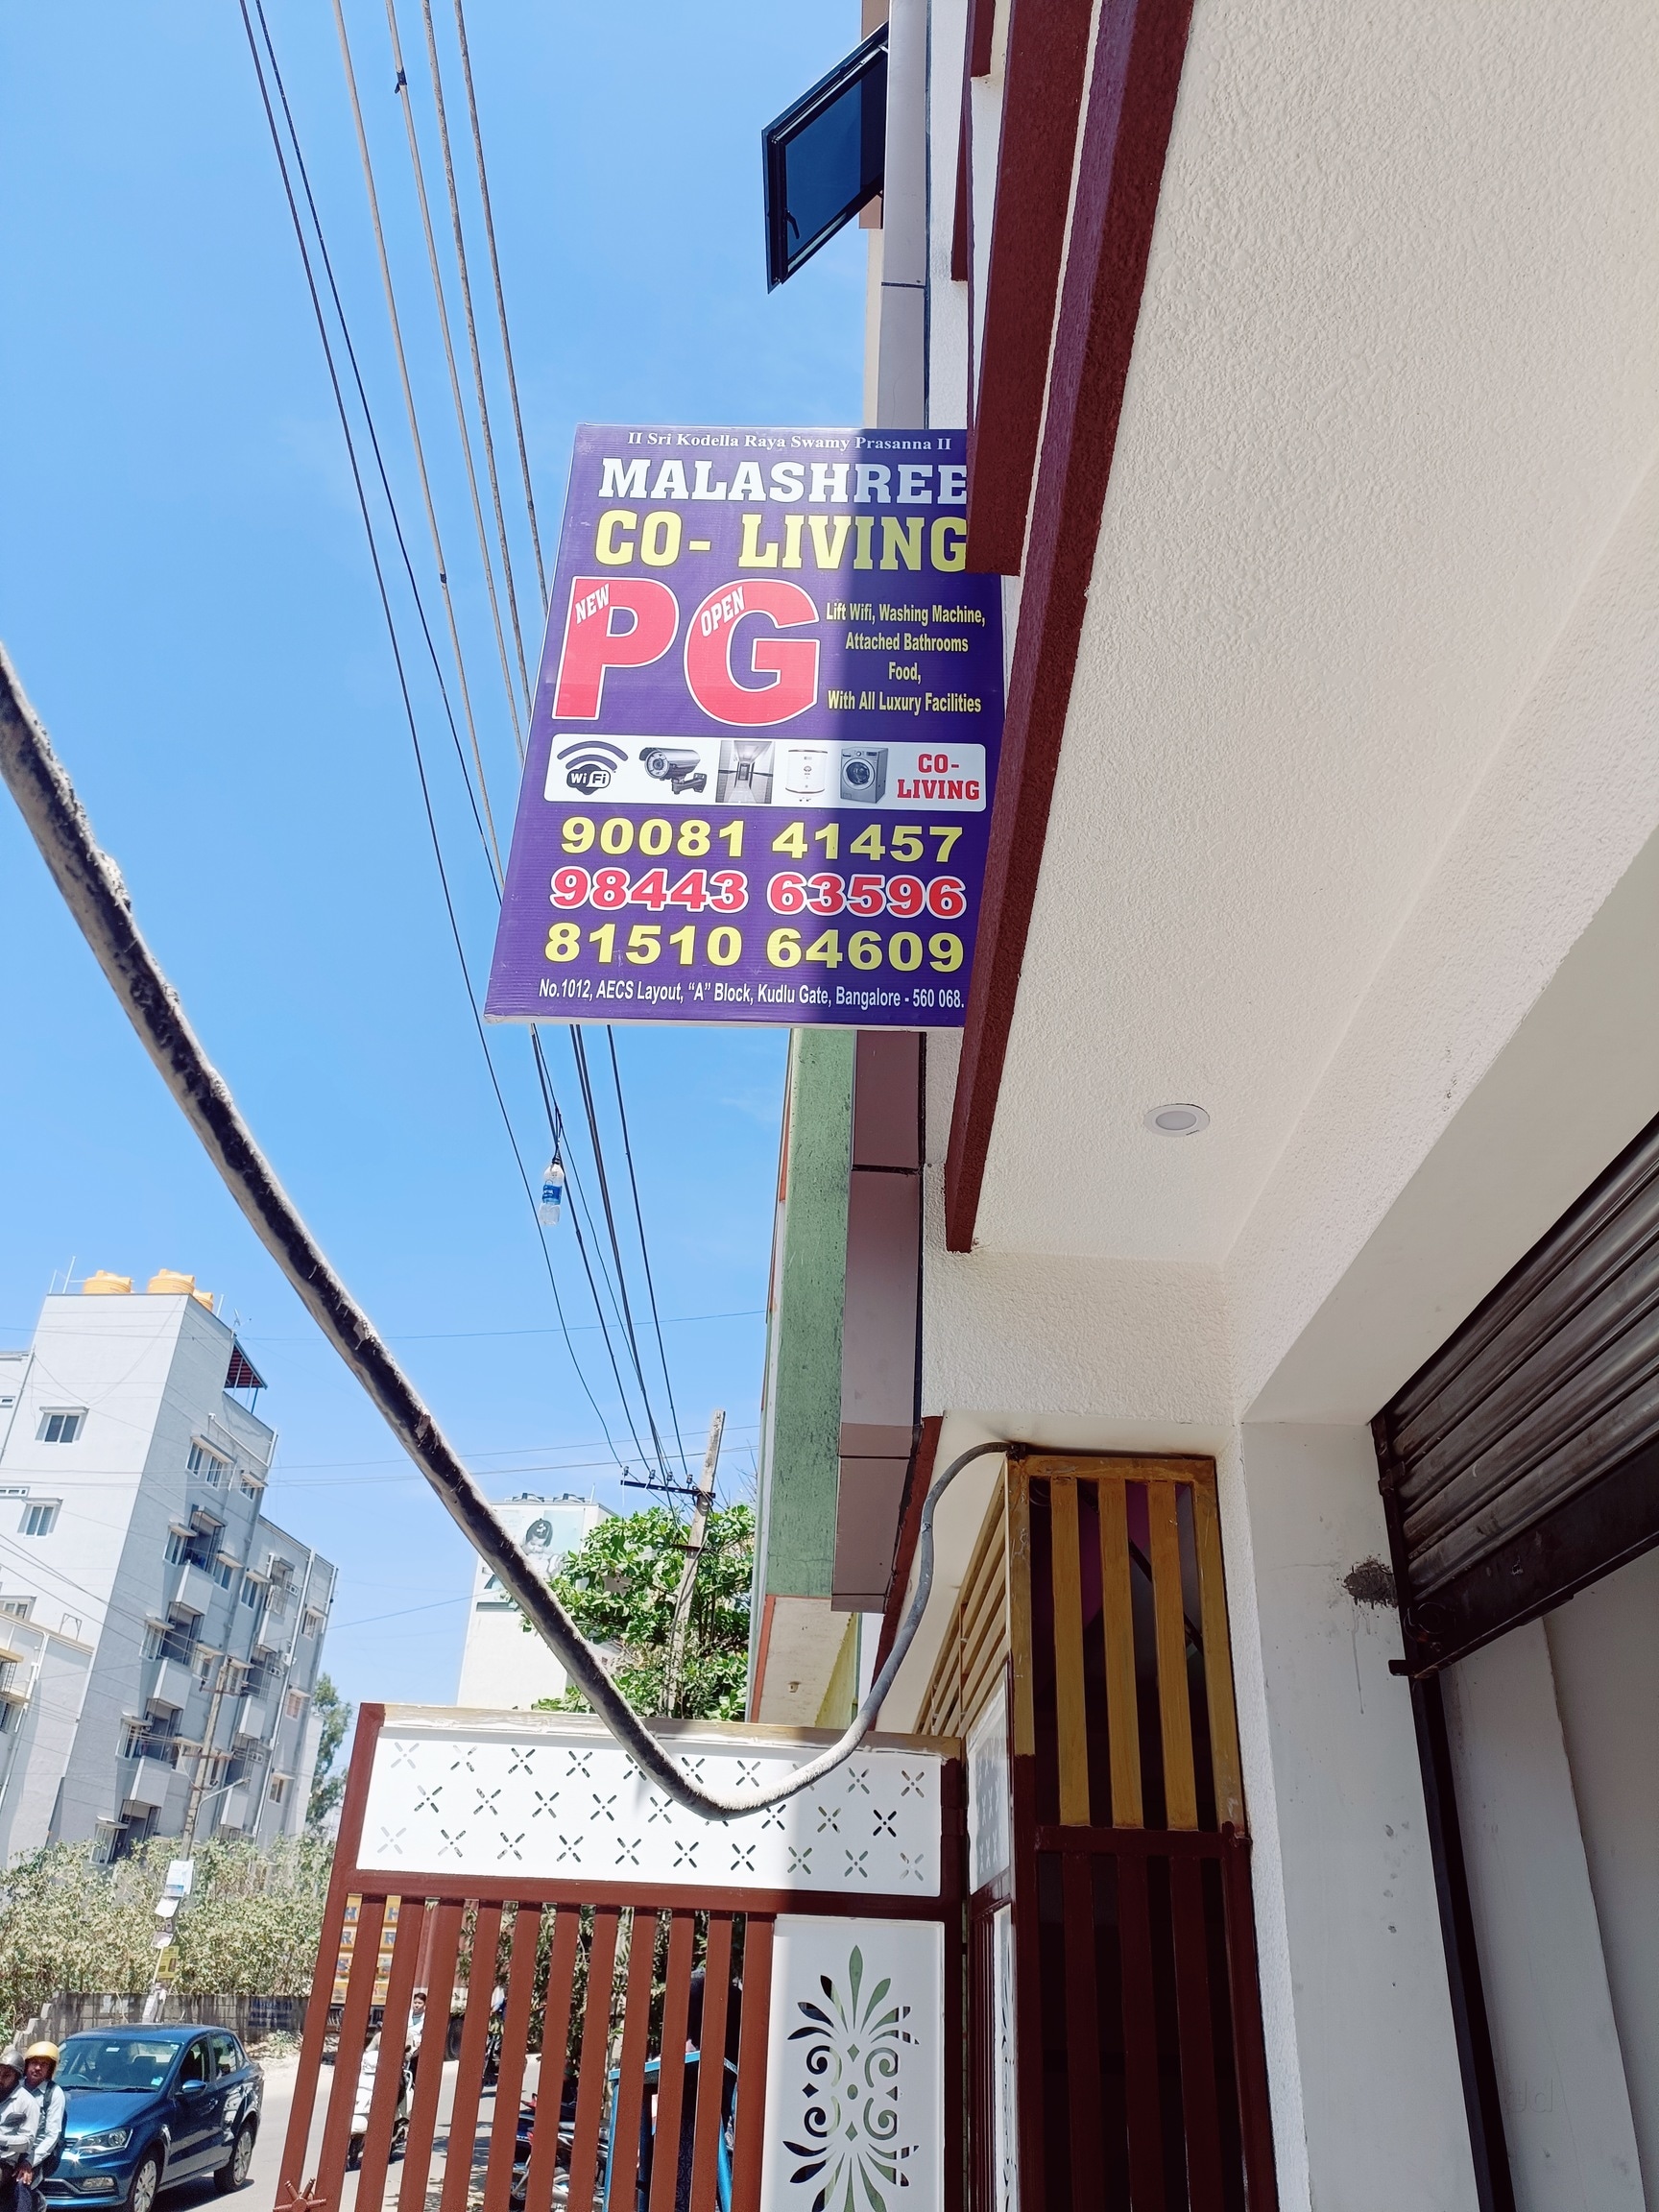 II Sri Kodella Raya Swamy Prasanna II
MALASHREE
CO- LIVING
NEW OPEN
PG
Lift Wifi, Washing Machine,
Attached Bathrooms
Food,
With All Luxury Facilities
WiFi
CO-
LIVING
90081 41457
98443 63596
81510 64609
No.1012, AECS Layout, "A" Block, Kudlu Gate, Bangalore - 560 068.